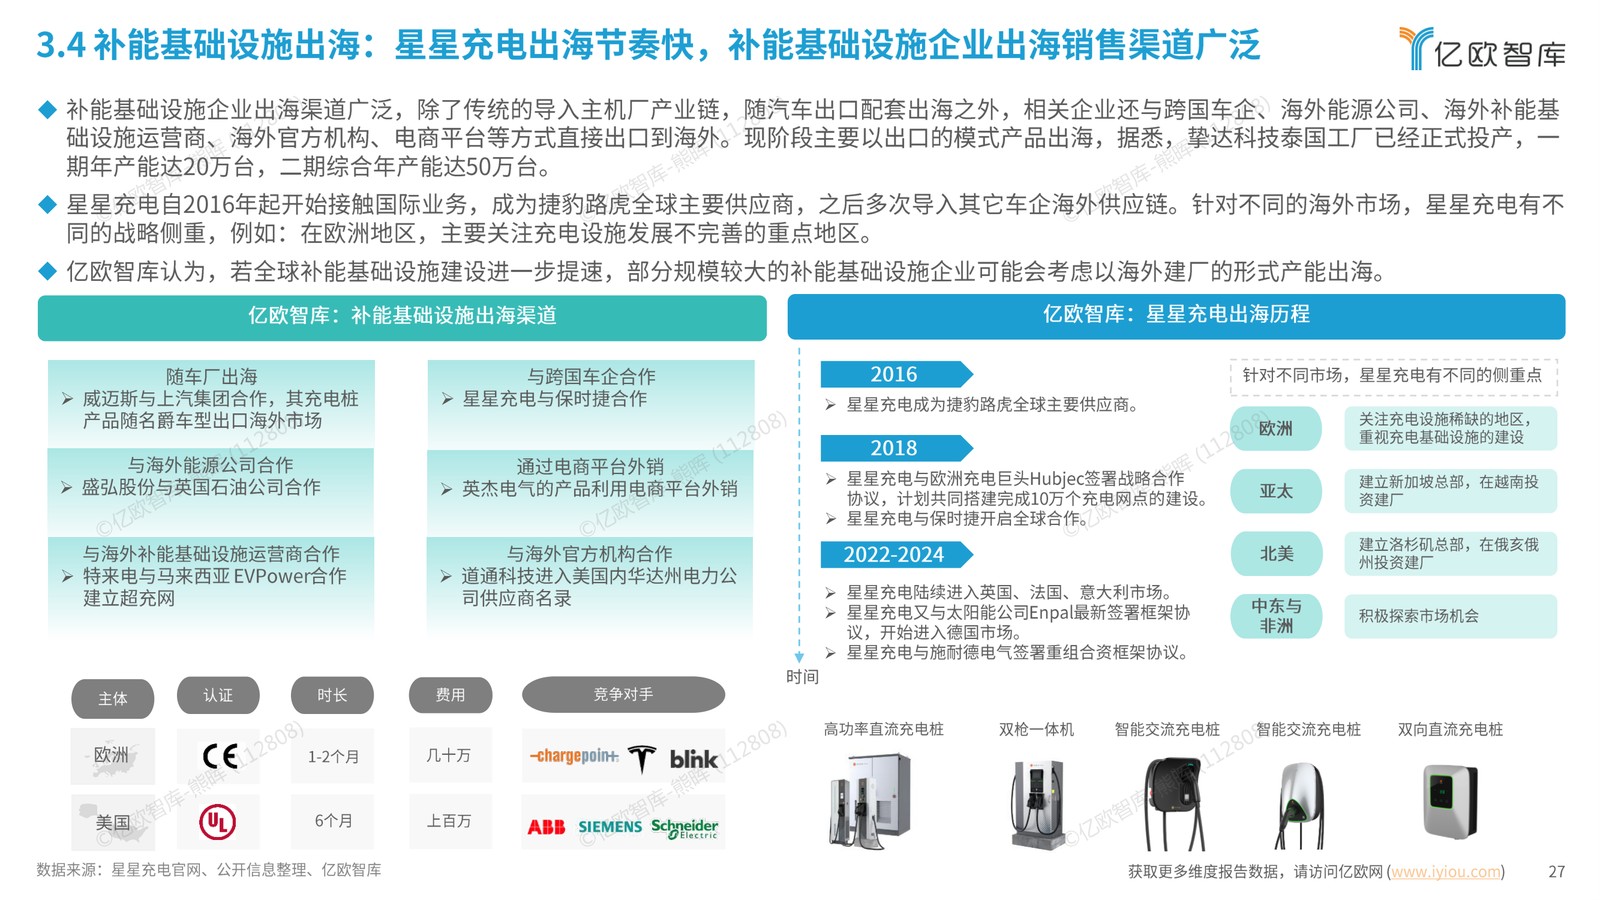 3.4 补能基础设施出海：星星充电出海节奏快，补能基础设施企业出海销售渠道广泛
亿欧智库
补能基础设施企业出海渠道广泛，除了传统的导入主机厂产业链，随汽车出口配套出海之外，相关企业还与跨国车企、海外能源公司、海外补能基
础设施运营商、海外官方机构、电商平台等方式直接出口到海外。现阶段主要以出口的模式产品出海，据悉，挚达科技泰国工厂已经正式投产，一
期年产能达20万台，二期综合年产能达50万台。
星星充电自2016年起开始接触国际业务，成为捷豹路虎全球主要供应商，之后多次导入其它车企海外供应链。针对不同的海外市场，星星充电有不
同的战略侧重，例如：在欧洲地区，主要关注充电设施发展不完善的重点地区。
亿欧智库认为，若全球补能基础设施建设进一步提速，部分规模较大的补能基础设施企业可能会考虑以海外建厂的形式产能出海。
亿欧智库：补能基础设施出海渠道
随车厂出海
威迈斯与上汽集团合作，其充电桩
产品随名爵车型出口海外市场
与跨国车企合作
星星充电与保时捷合作
与海外能源公司合作
盛弘股份与英国石油公司合作
通过电商平台外销
英杰电气的产品利用电商平台外销
与海外补能基础设施运营商合作
特来电与马来西亚 EVPower合作
建立超充网
与海外官方机构合作
道通科技进入美国内华达州电力公
司供应商名录
主体
认证
时长
费用
竞争对手
欧洲
CE
1-2个月
几十万
chargepoin+
TESLA
blink
美国
UL
6个月
上百万
ABB
SIEMENS
Schneider
Electric
亿欧智库：星星充电出海历程
2016
星星充电成为捷豹路虎全球主要供应商。
2018
星星充电与欧洲充电巨头Hubjec签署战略合作
协议，计划共同搭建完成10万个充电网点的建设。
星星充电与保时捷开启全球合作。
2022-2024
星星充电陆续进入英国、法国、意大利市场。
星星充电又与太阳能公司Enpal最新签署框架协
议，开始进入德国市场。
星星充电与施耐德电气签署重组合资框架协议。
时间
针对不同市场，星星充电有不同的侧重点
欧洲
关注充电设施稀缺的地区，
重视充电基础设施的建设
亚太
建立新加坡总部，在越南投
资建厂
北美
建立洛杉矶总部，在俄亥俄
州投资建厂
中东与
非洲
积极探索市场机会
高功率直流充电桩
双枪一体机
智能交流充电桩
智能交流充电桩
双向直流充电桩
数据来源：星星充电官网、公开信息整理、亿欧智库
获取更多维度报告数据，请访问亿欧网 (www.iyiou.com)
27
©亿欧智库-熊晖 (112808)